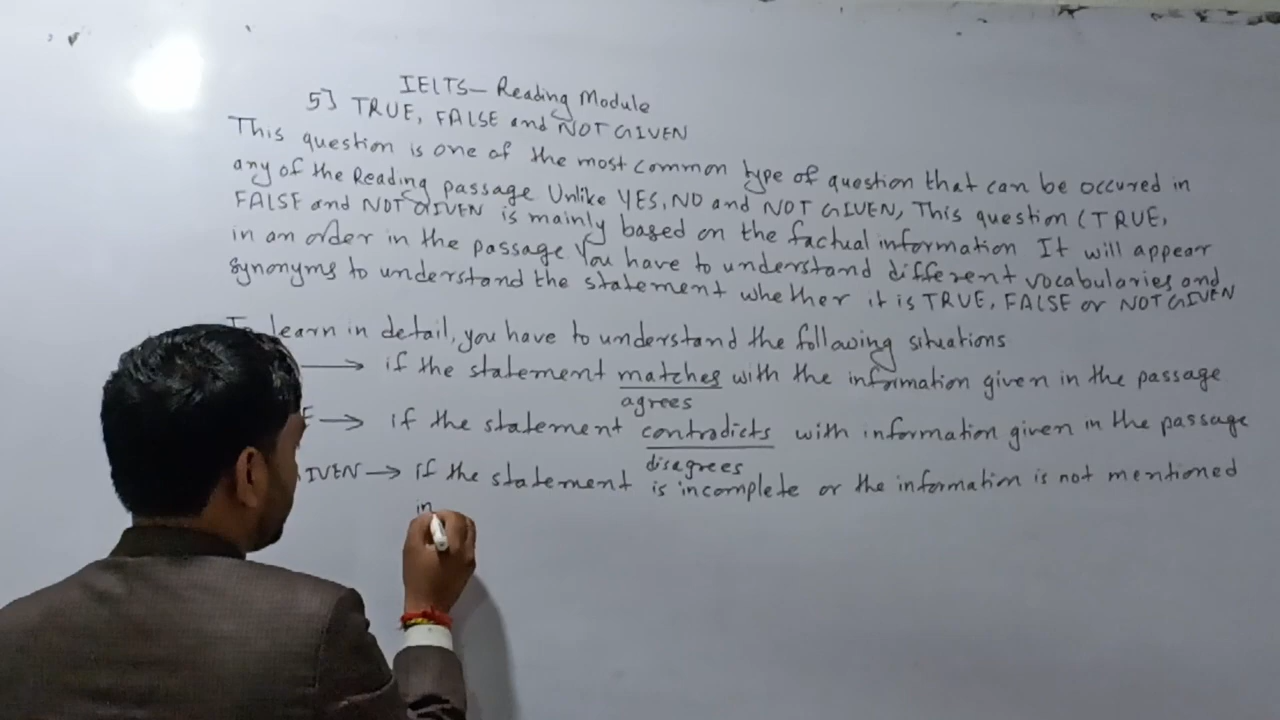 IELTS - Reading Module
5] TRUE, FALSE and NOT GIVEN
This question is one of the most common type of question that can be occured in
any of the Reading passage Unlike YES, NO and NOT GIVEN, This question (TRUE,
FALSE and NOT GIVEN is mainly based on the factual information It will appear
in an order in the passage You have to understand different vocabularies and
synonyms to understand the statement whether it is TRUE, FALSE or NOT GIVEN
learn in detail, you have to understand the following situations
→ if the statement matches with the information given in the passage
agrees
→ if the statement contradicts with information given in the passage
disagrees
IVEN → if the statement is incomplete or the information is not mentioned
in